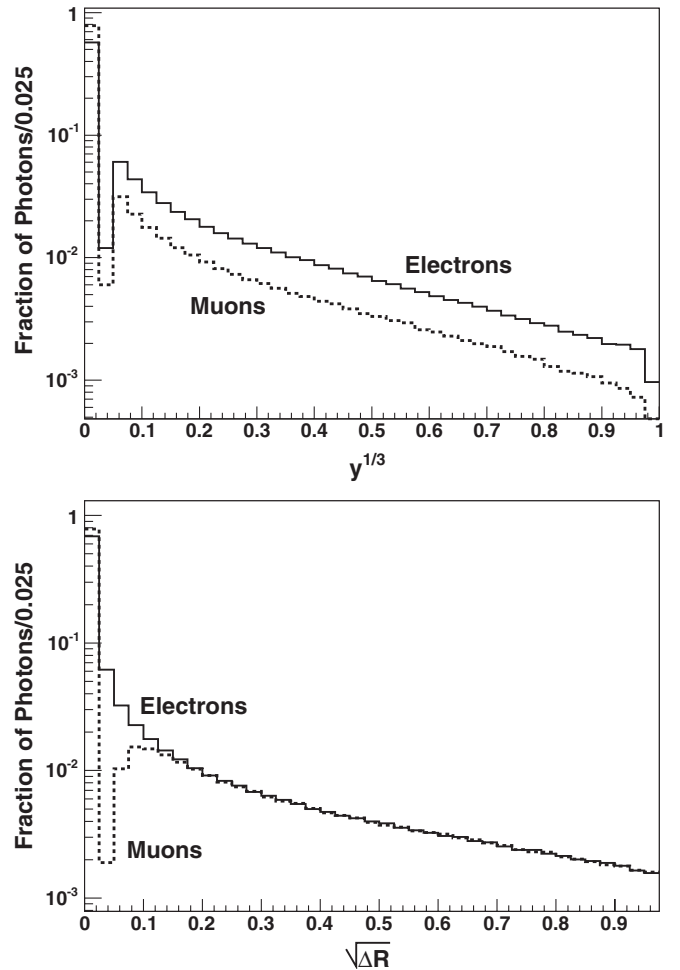 1
10⁻¹
10⁻²
10⁻³
Fraction of Photons/0.025
Electrons
Muons
0 0.1 0.2 0.3 0.4 0.5 0.6 0.7 0.8 0.9 1
y^{1/3}
1
10⁻¹
10⁻²
10⁻³
Fraction of Photons/0.025
Electrons
Muons
0 0.1 0.2 0.3 0.4 0.5 0.6 0.7 0.8 0.9
√ΔR